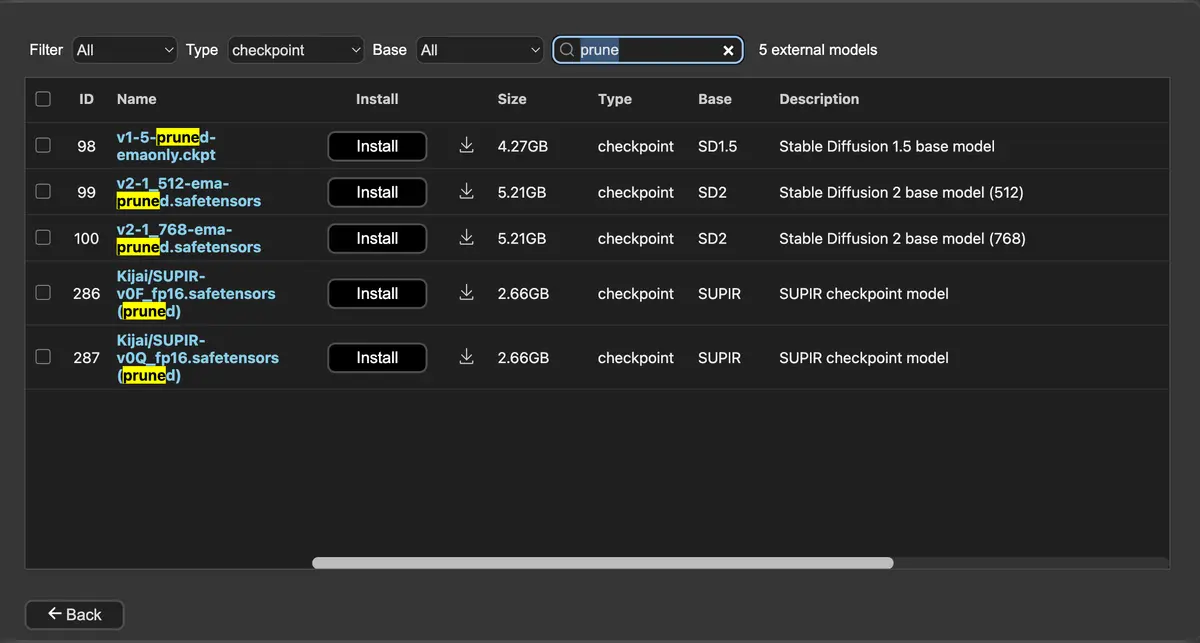 Filter All Type checkpoint Base All prune 5 external models
ID Name Install Size Type Base Description
98 v1-5-pruned- Install 4.27GB checkpoint SD1.5 Stable Diffusion 1.5 base model
emaonly.ckpt
99 v2-1_512-ema- Install 5.21GB checkpoint SD2 Stable Diffusion 2 base model (512)
pruned.safetensors
100 v2-1_768-ema- Install 5.21GB checkpoint SD2 Stable Diffusion 2 base model (768)
pruned.safetensors
286 Kijai/SUPIR- Install 2.66GB checkpoint SUPIR SUPIR checkpoint model
v0F_fp16.safetensors
(pruned)
287 Kijai/SUPIR- Install 2.66GB checkpoint SUPIR SUPIR checkpoint model
v0Q_fp16.safetensors
(pruned)
Back